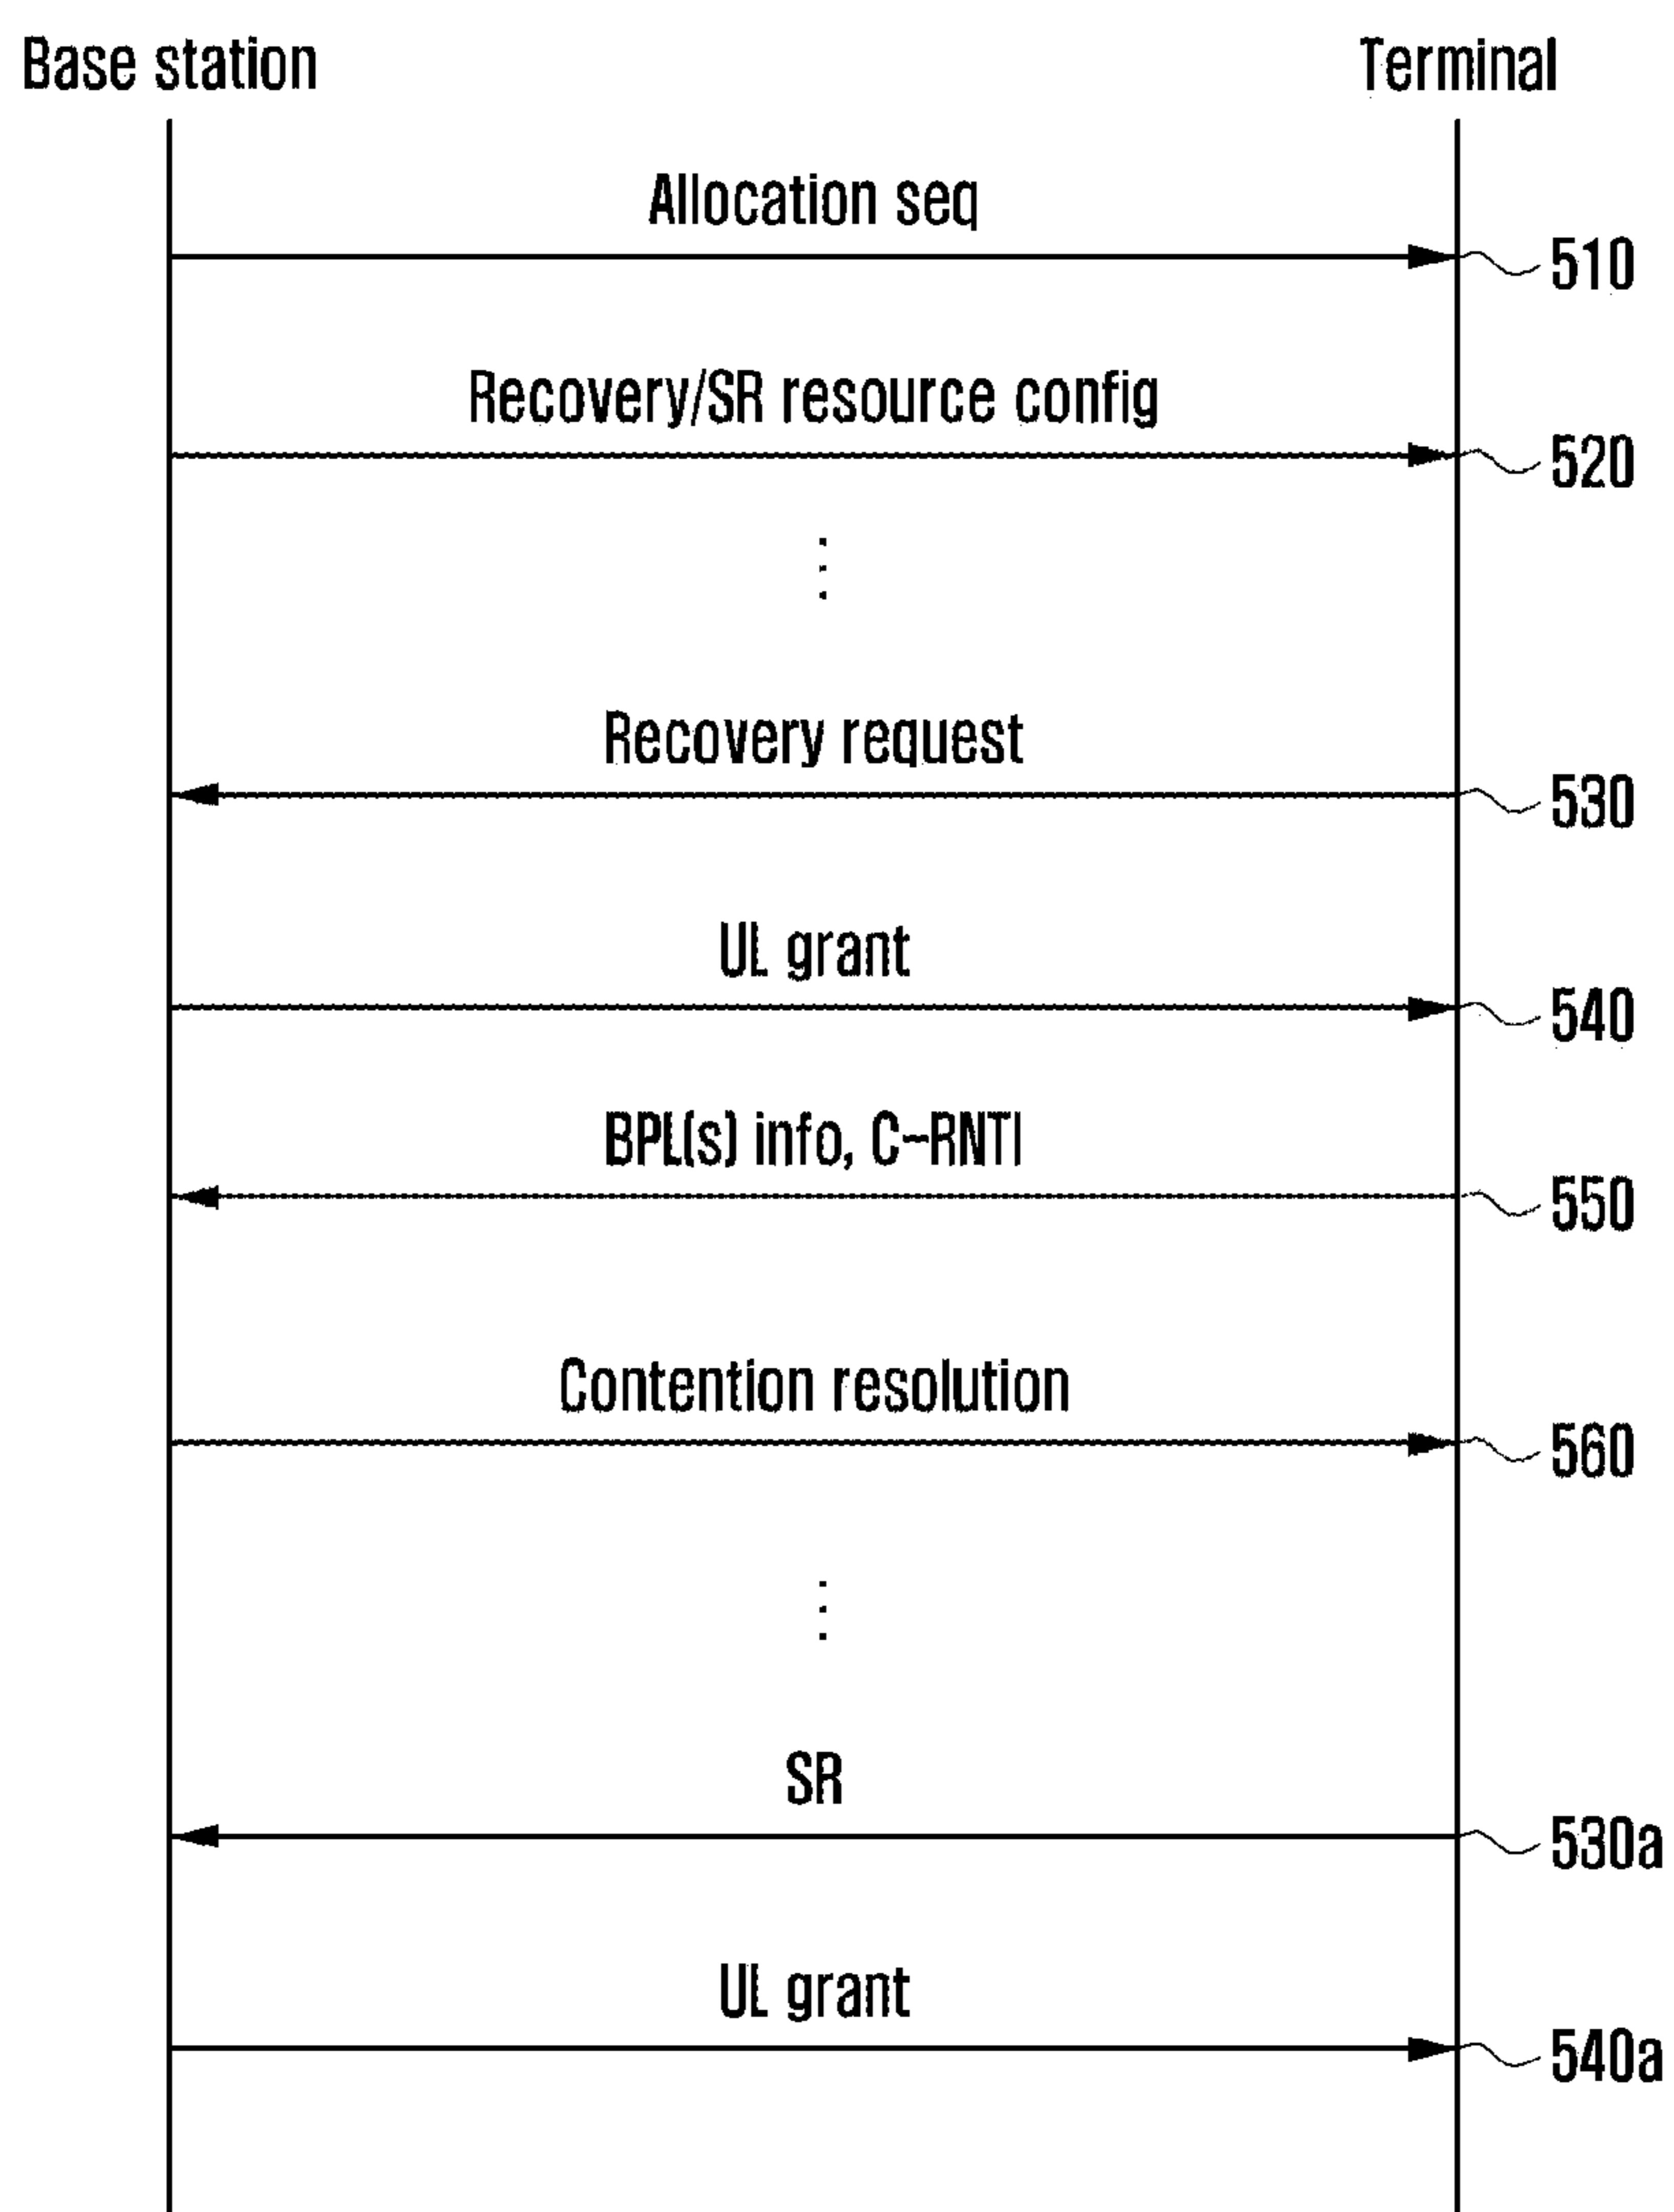 Base station Terminal
Allocation seq
510
Recovery/SR resource config
520
Recovery request
530
UL grant
540
BPL(s) info, C-RNTI
550
Contention resolution
560
SR
530a
UL grant
540a